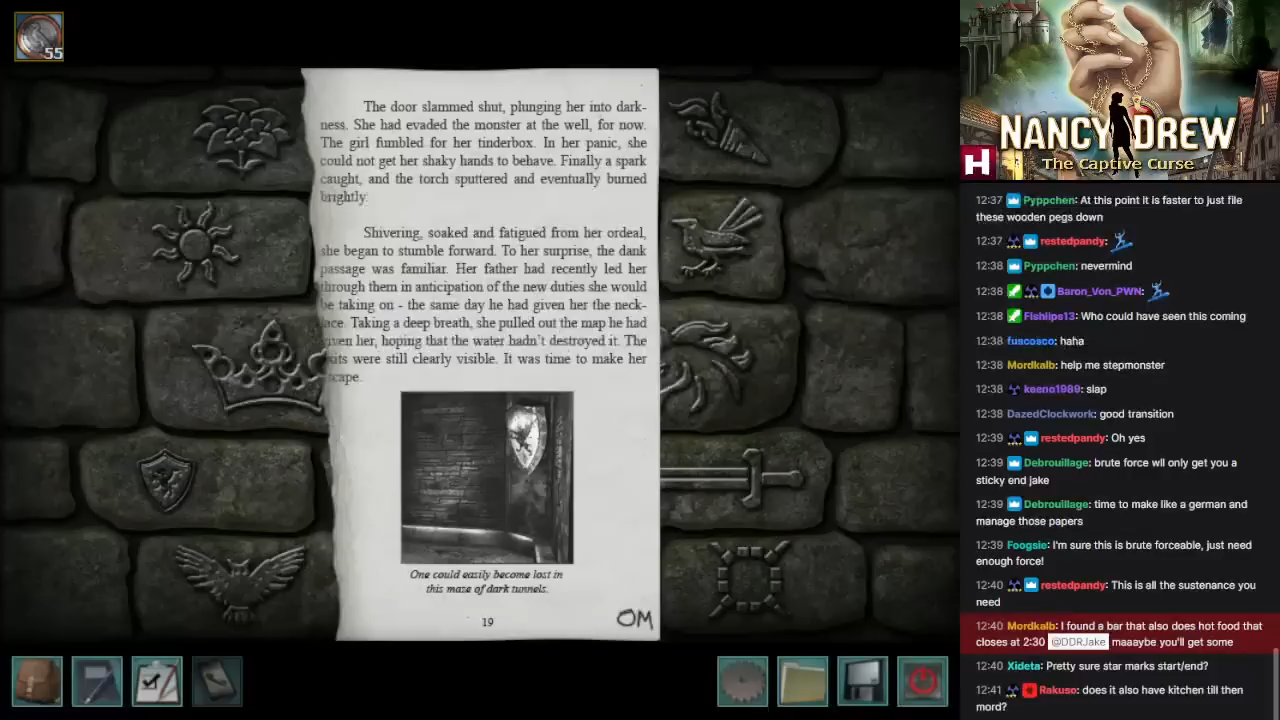 55
The door slammed shut, plunging her into dark-
ness. She had evaded the monster at the well, for now.
The girl fumbled for her tinderbox. In her panic, she
could not get her shaky hands to behave. Finally a spark
caught, and the torch sputtered and eventually burned
brightly.
Shivering, soaked and fatigued from her ordeal,
she began to stumble forward. To her surprise, the dank
passage was familiar. Her father had recently led her
through them in anticipation of the new duties she would
be taking on - the same day he had given her the neck-
lace. Taking a deep breath, she pulled out the map he had
given her, hoping that the water hadn't destroyed it. The
exits were still clearly visible. It was time to make her
escape.
One could easily become lost in
this maze of dark tunnels.
19
OM
NANCY DREW
The Captive Curse
H
12:37 Pyppchen: At this point it is faster to just file
these wooden pegs down
12:37 restedpandy:
12:38 Pyppchen: nevermind
12:38 Baron_Von_PWN:
12:38 Fishlips13: Who could have seen this coming
12:38 fuscosco: haha
12:38 Mordkalb: help me stepmonster
12:38 keeno1989: slap
12:38 DazedClockwork: good transition
12:39 restedpandy: Oh yes
12:39 Debrouillage: brute force wll only get you a
sticky end jake
12:39 Debrouillage: time to make like a german and
manage those papers
12:40 Foogsie: I'm sure this is brute forceable, just need
enough force!
12:40 restedpandy: This is all the sustenance you
need
12:40 Mordkalb: I found a bar that also does hot food that
closes at 2:30 @DDRJake maaaybe you'll get some
12:40 Xideta: Pretty sure star marks start/end?
12:41 Rakuso: does it also have kitchen till then
mord?